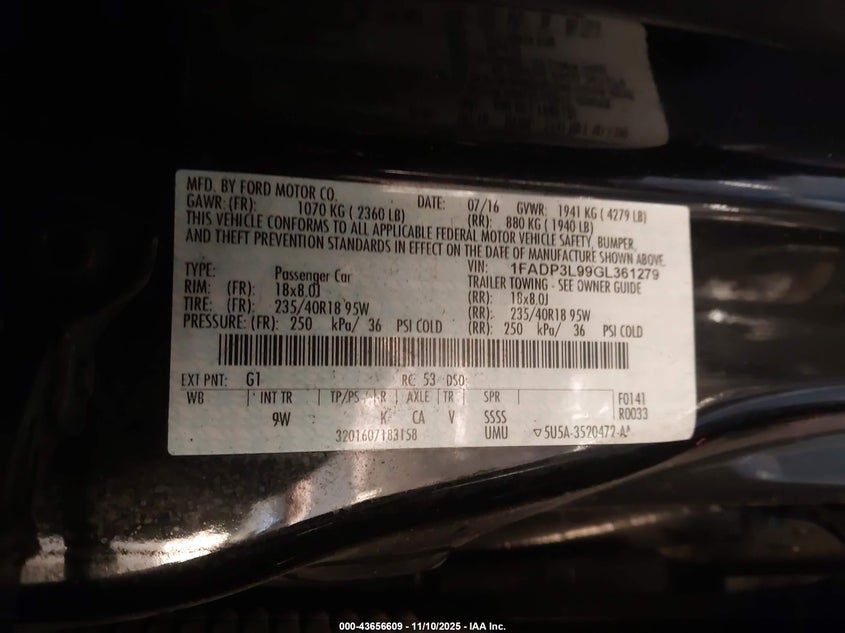 MFD. BY FORD MOTOR CO. DATE: 07/16 GVWR: 1941 KG ( 4279 LB)
GAWR: (FR): 1070 KG ( 2360 LB) (RR): 880 KG ( 1940 LB)
THIS VEHICLE CONFORMS TO ALL APPLICABLE FEDERAL MOTOR VEHICLE SAFETY, BUMPER,
AND THEFT PREVENTION STANDARDS IN EFFECT ON THE DATE OF MANUFACTURE SHOWN ABOVE.
VIN: 1FADP3L99GL361279
TYPE: Passenger Car TRAILER TOWING - SEE OWNER GUIDE
RIM: (FR): 18x8.0J (RR): 18x8.0J
TIRE: (FR): 235/40R18 95W (RR): 235/40R18 95W
PRESSURE: (FR): 250 kPa/ 36 PSI COLD (RR): 250 kPa/ 36 PSI COLD
EXT PNT: G1 RC: 53 DSO: F0141
WB INT TR TP/PS R AXLE TR SPR R0033
9W K CA V SSSS
3201607183158 UMU ▽5U5A-3520472-AA
000-43656609 - 11/10/2025 - IAA Inc.